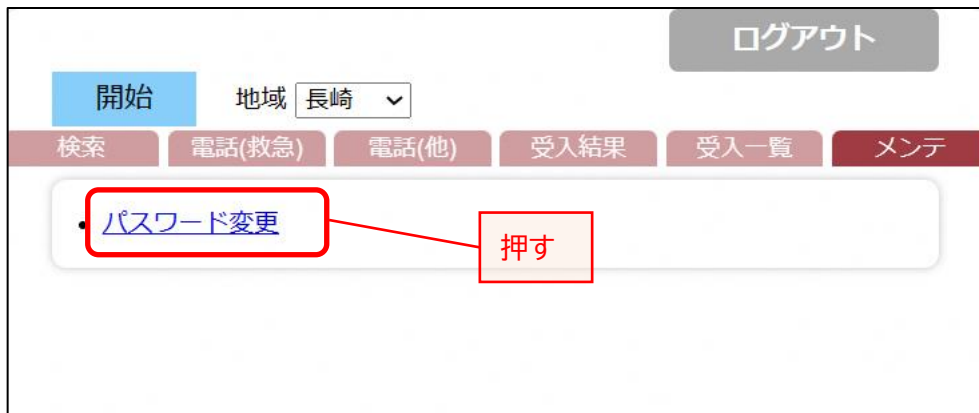 ログアウト
開始 地域 長崎
検索 電話(救急) 電話(他) 受入結果 受入一覧 メンテ
• パスワード変更
押す